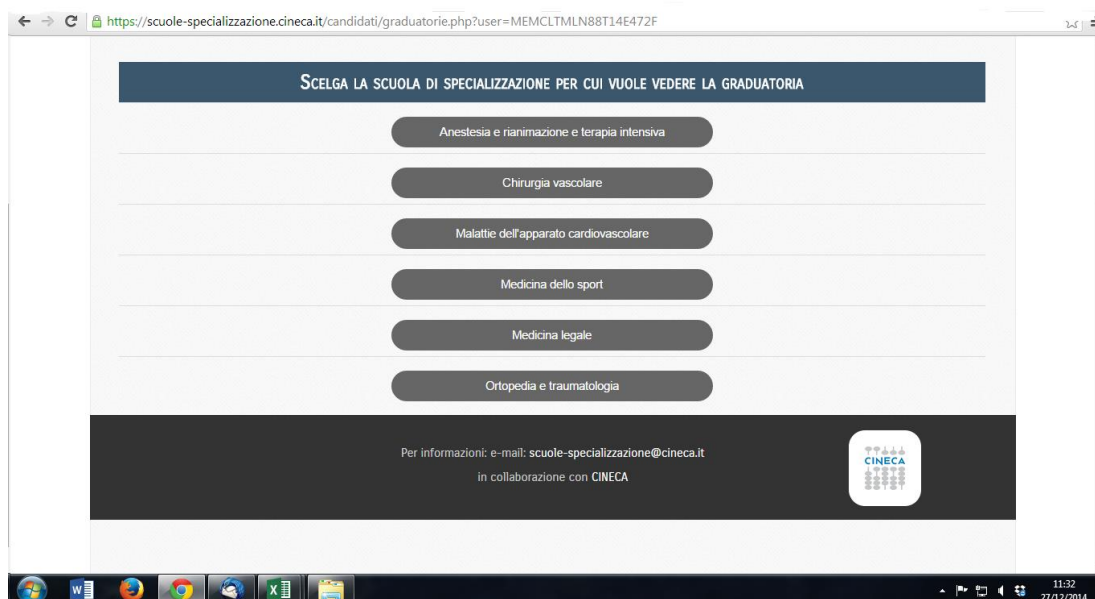 https://scuole-specializzazione.cineca.it/candidati/graduatorie.php?user=MEMCLTMLN88T14E472F
Scelga la scuola di specializzazione per cui vuole vedere la graduatoria
Anestesia e rianimazione e terapia intensiva
Chirurgia vascolare
Malattie dell'apparato cardiovascolare
Medicina dello sport
Medicina legale
Ortopedia e traumatologia
Per informazioni: e-mail: scuole-specializzazione@cineca.it
in collaborazione con CINECA
CINECA
11:32
27/12/2014